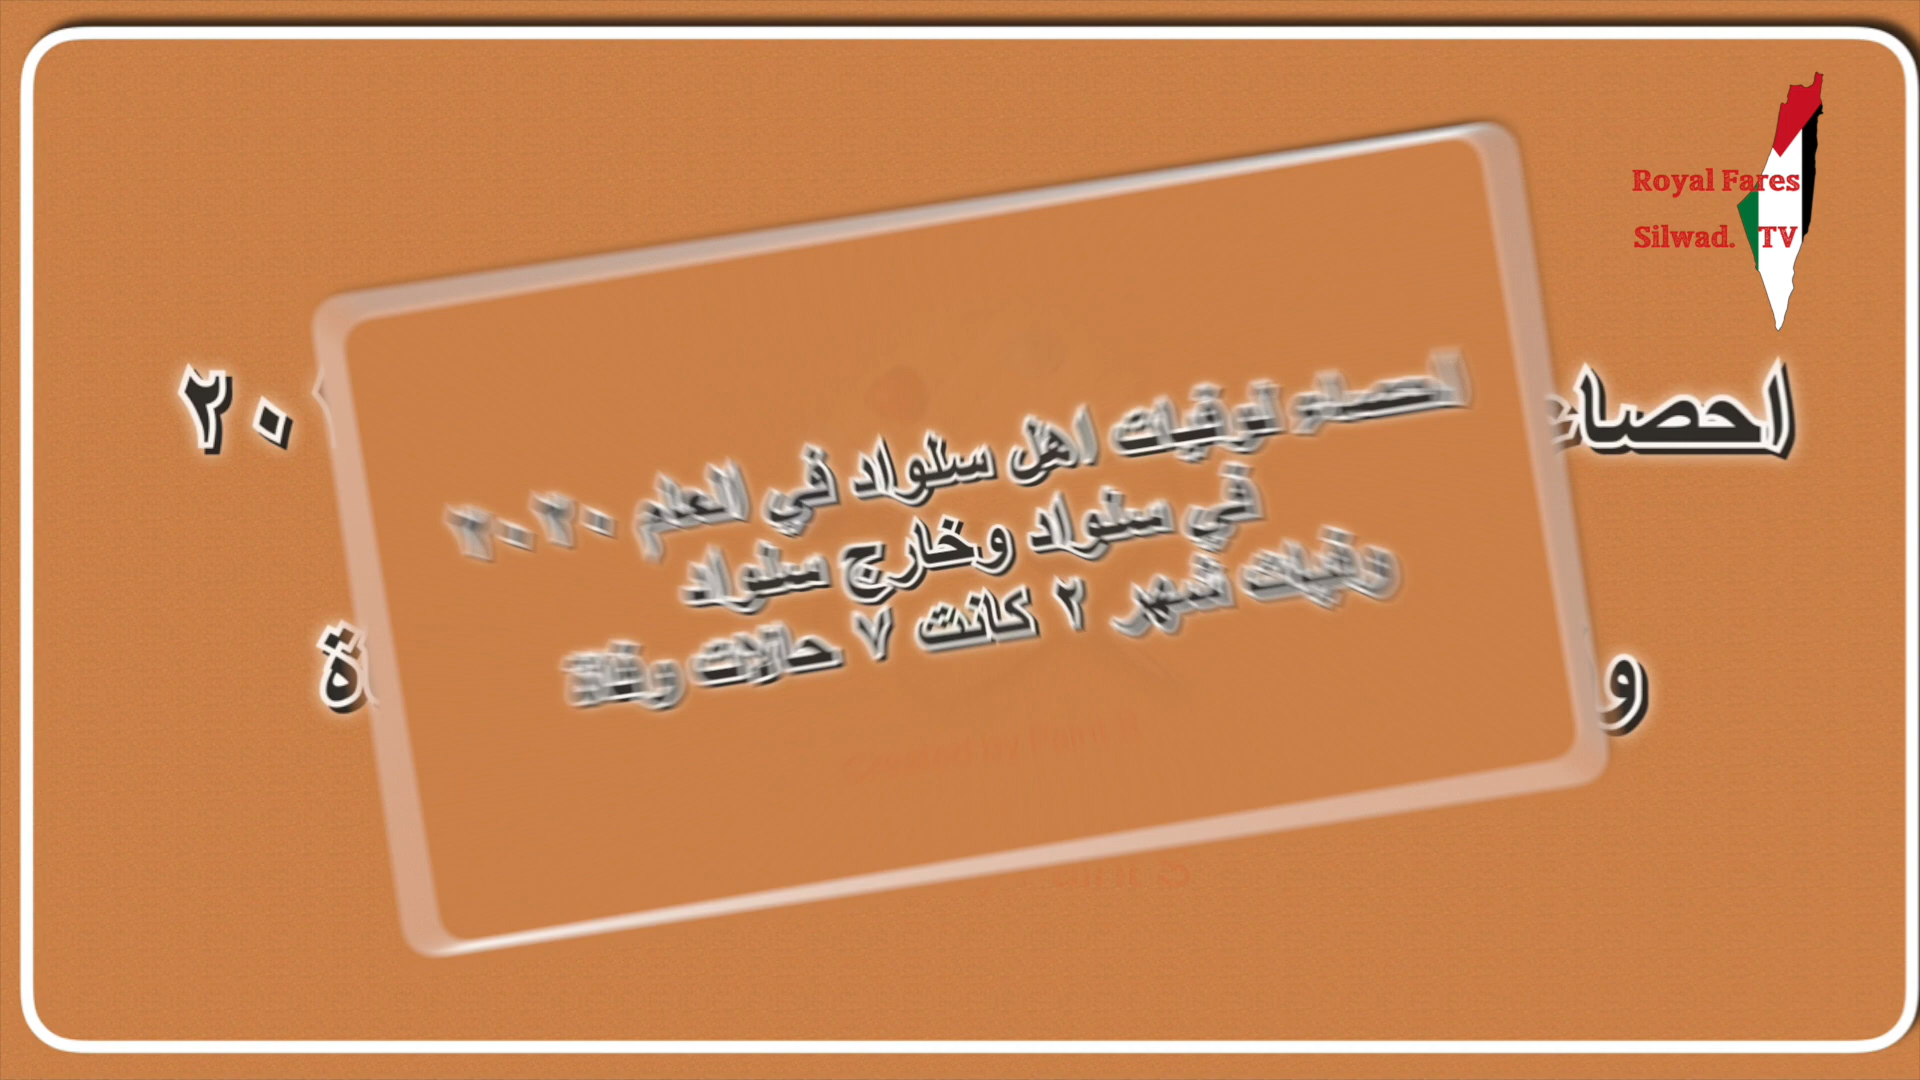 Royal Fares
Silwad. TV
احصاء لوفيات اهل سلواد في العام ٢٠٢٠
في سلواد وخارج سلواد
وفيات شهر ٢ كانت ٧ حالات وفاة